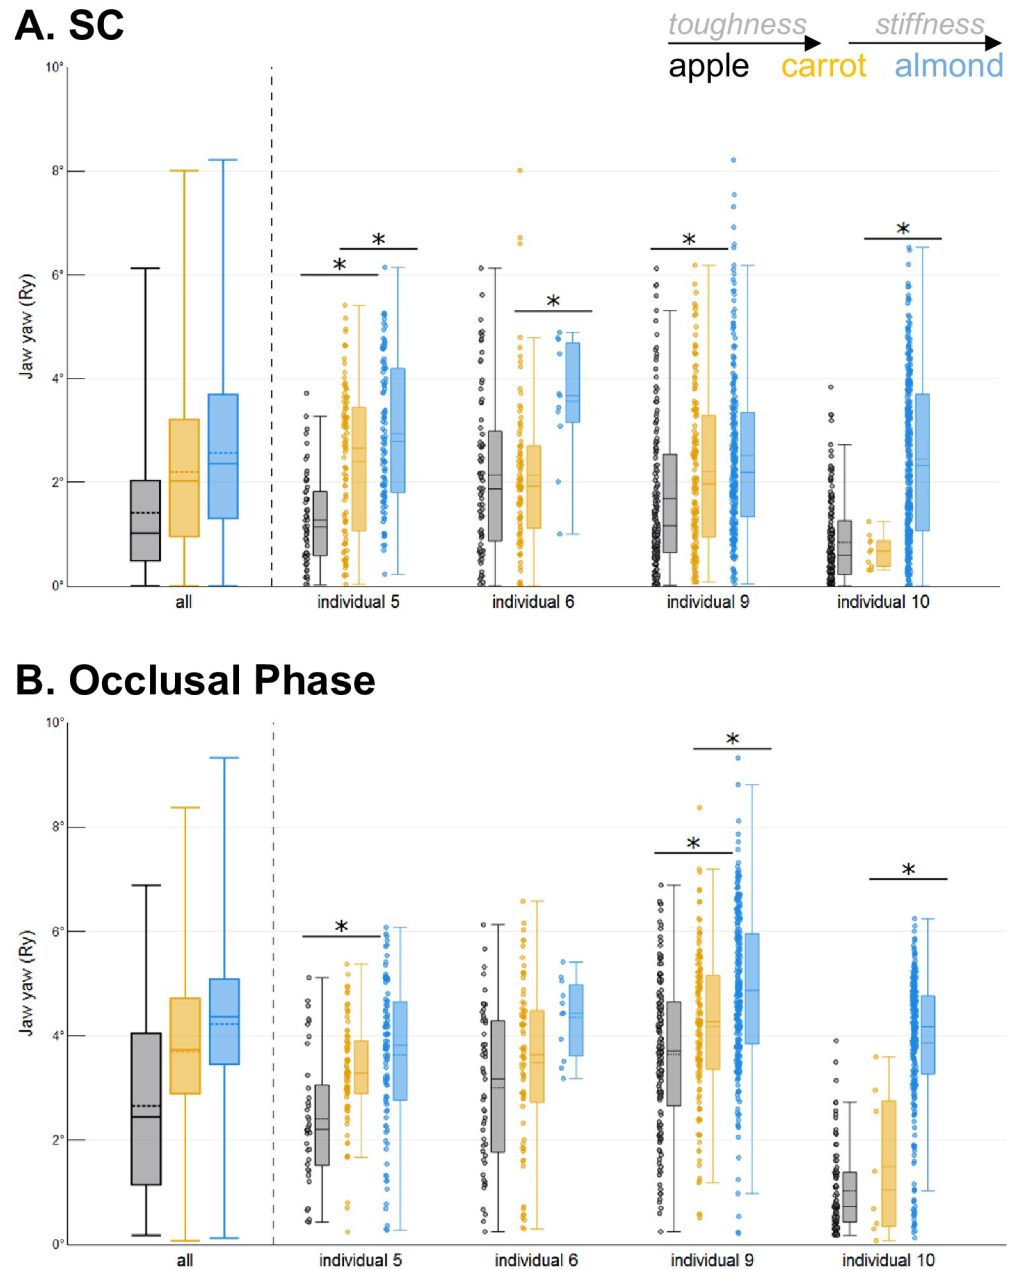 A. SC
toughness stiffness
apple carrot almond
10°
8°
6°
4°
2°
0°
Jaw yaw (Ry)
* * * * *
all individual 5 individual 6 individual 9 individual 10
B. Occlusal Phase
10°
8°
6°
4°
2°
0°
Jaw yaw (Ry)
* * * *
all individual 5 individual 6 individual 9 individual 10